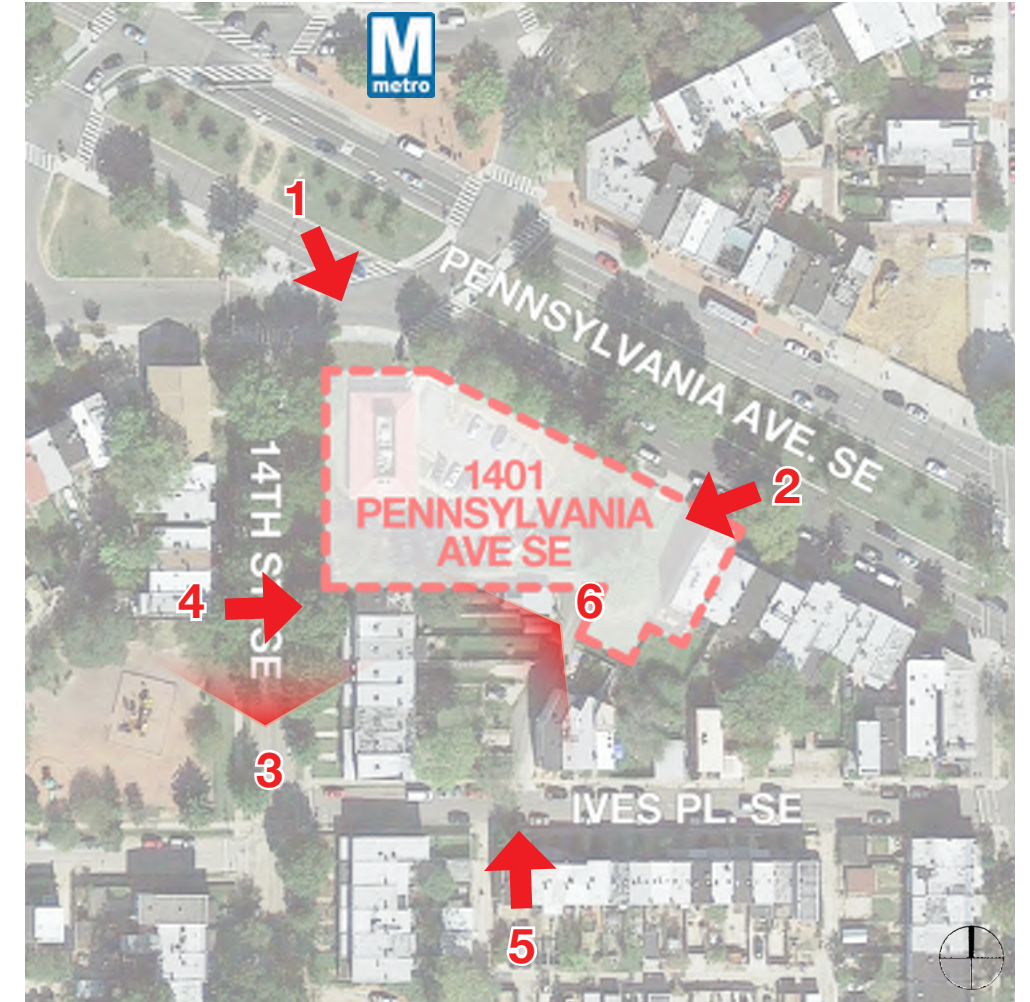 M
metro
1
PENNSYLVANIA AVE. SE
1401
PENNSYLVANIA
AVE SE
2
14TH ST SE
4
6
3
IVES PL. SE
5